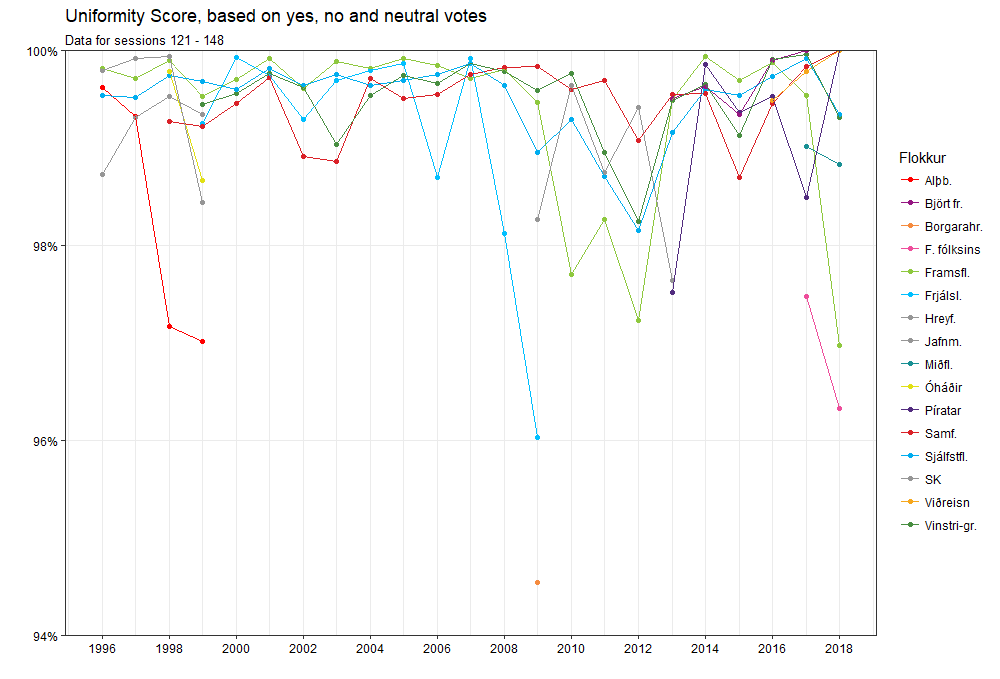 Uniformity Score, based on yes, no and neutral votes
Data for sessions 121 - 148
100%
98%
96%
94%
1996
1998
2000
2002
2004
2006
2008
2010
2012
2014
2016
2018
Flokkur
Alþb.
Björt fr.
Borgarahr.
F. fólksins
Framsfl.
Frjálsl.
Hreyf.
Jafnm.
Miðfl.
Óháðir
Píratar
Samf.
Sjálfstfl.
SK
Viðreisn
Vinstri-gr.